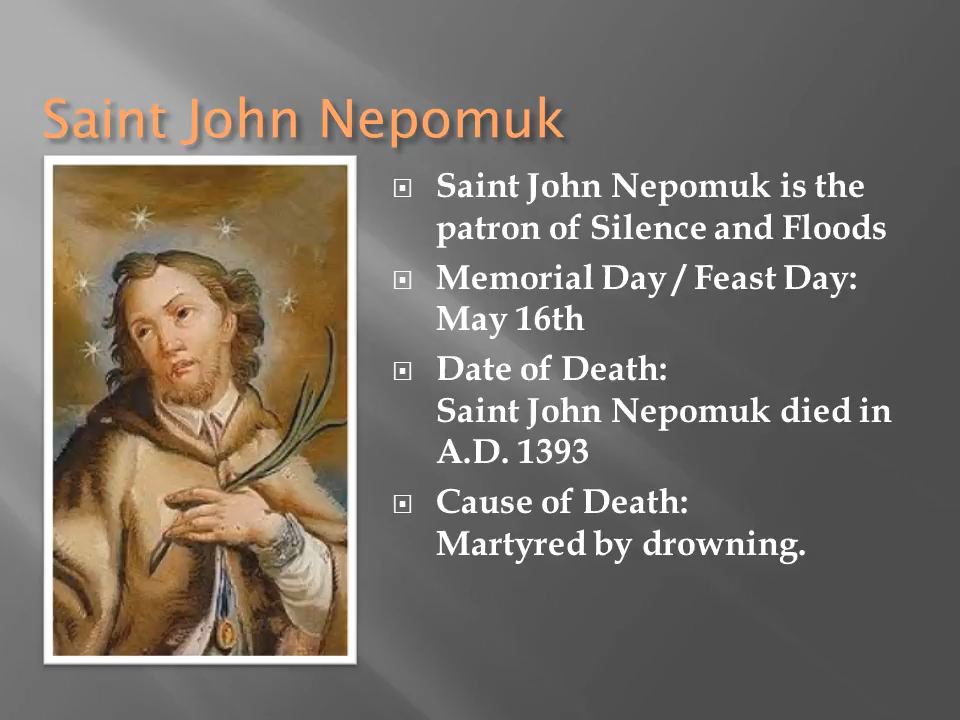 Saint John Nepomuk
Saint John Nepomuk is the
patron of Silence and Floods
Memorial Day / Feast Day:
May 16th
Date of Death:
Saint John Nepomuk died in
A.D. 1393
Cause of Death:
Martyred by drowning.